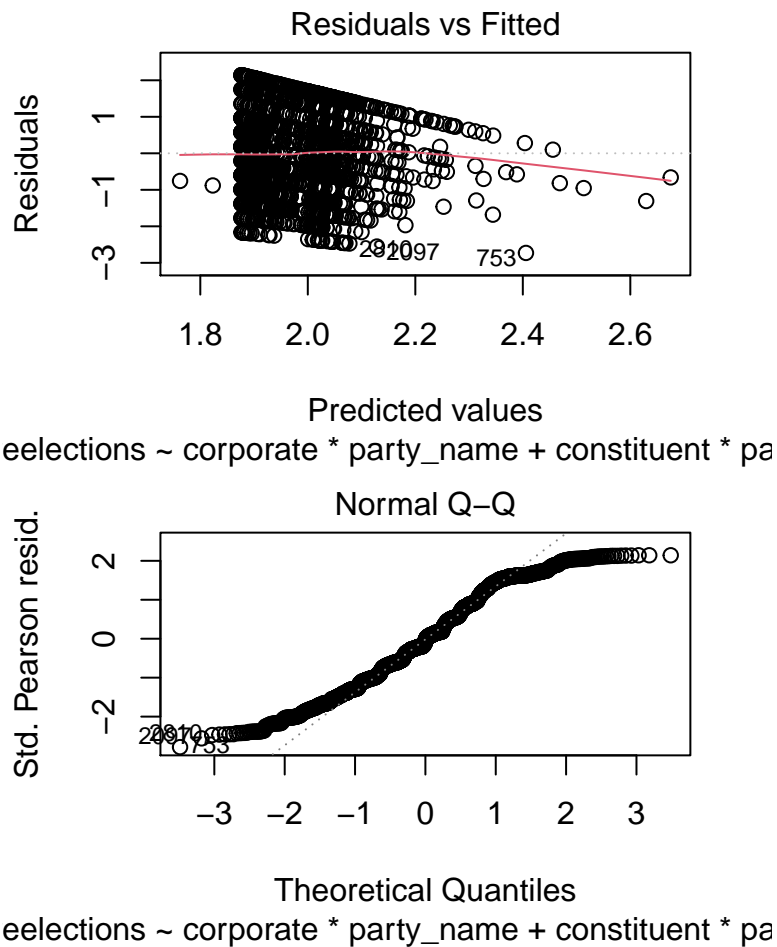 Residuals vs Fitted
Residuals
1
−1
−3
2097
753
1.8 2.0 2.2 2.4 2.6
Predicted values
eelections ~ corporate * party_name + constituent * pa
Normal Q−Q
Std. Pearson resid.
2
0
−2
753
−3 −2 −1 0 1 2 3
Theoretical Quantiles
eelections ~ corporate * party_name + constituent * pa